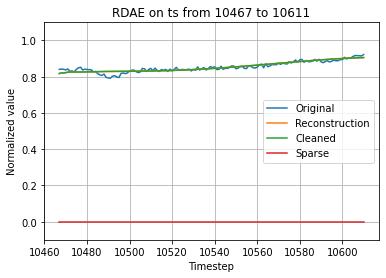 RDAE on ts from 10467 to 10611
Normalized value
1.0
0.8
0.6
0.4
0.2
0.0
Original
Reconstruction
Cleaned
Sparse
10460 10480 10500 10520 10540 10560 10580 10600
Timestep